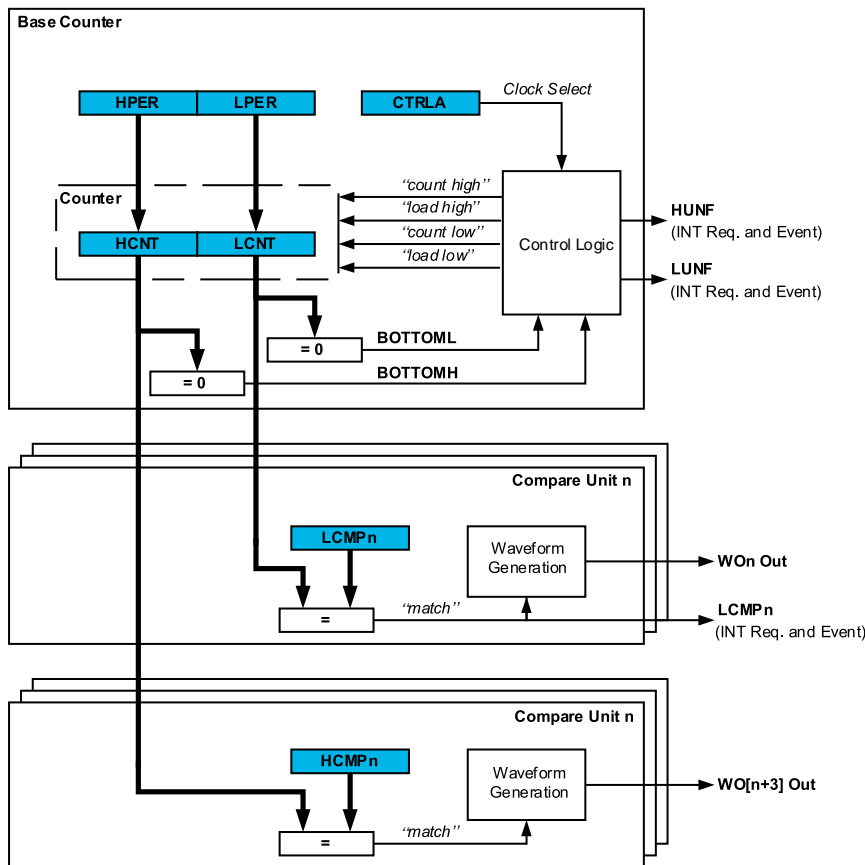 Base Counter
HPER LPER CTRLA Clock Select
Counter
“count high”
“load high”
“count low”
“load low”
Control Logic
HUNF
(INT Req. and Event)
LUNF
(INT Req. and Event)
HCNT LCNT
= 0 BOTTOML
= 0 BOTTOMH
Compare Unit n
LCMPn
Waveform
Generation
WOn Out
= “match”
LCMPn
(INT Req. and Event)
Compare Unit n
HCMPn
Waveform
Generation
WO[n+3] Out
= “match”